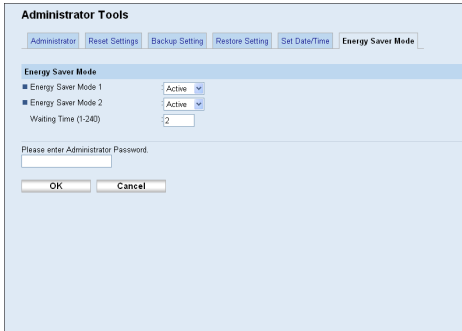 Administrator Tools
Administrator Reset Settings Backup Setting Restore Setting Set Date/Time Energy Saver Mode
Energy Saver Mode
Energy Saver Mode 1 : Active
Energy Saver Mode 2 : Active
Waiting Time (1-240) : 2
Please enter Administrator Password.
OK Cancel